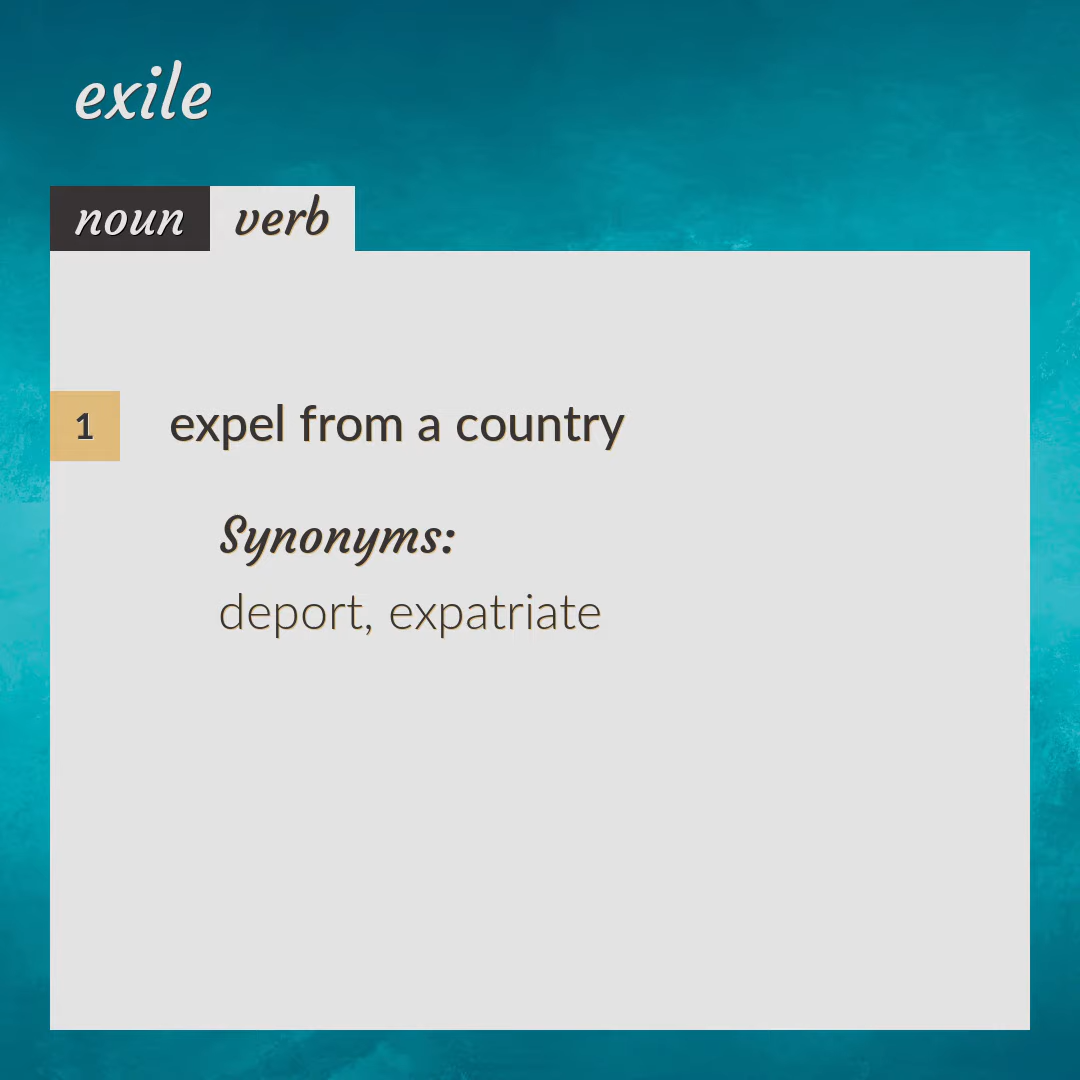 exile
noun verb
1 expel from a country
Synonyms:
deport, expatriate